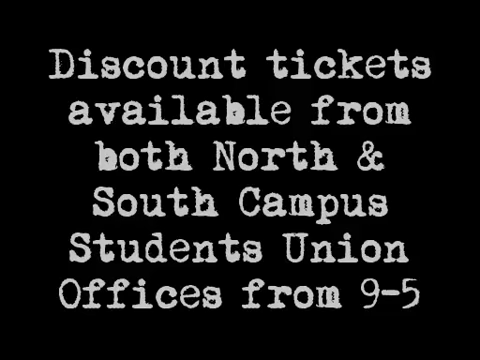 Discount tickets
available from
both North &
South Campus
Students Union
Offices from 9-5